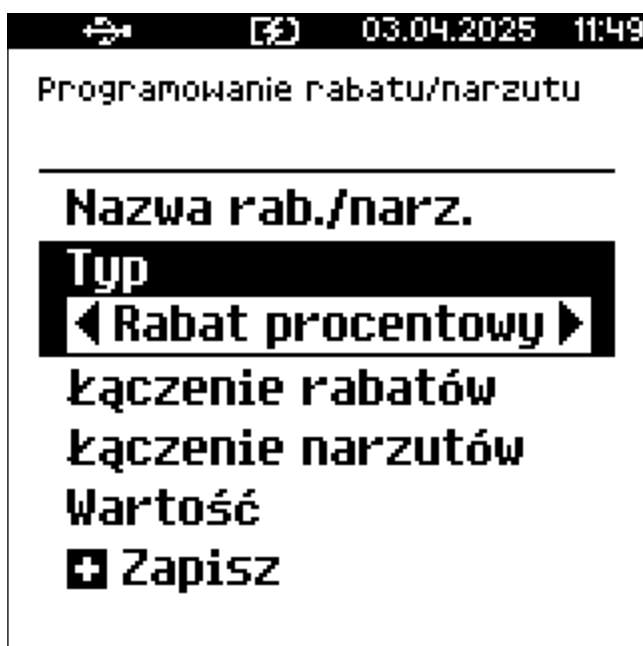 03.04.2025 11:49
Programowanie rabatu/narzutu
Nazwa rab./narz.
Typ
Rabat procentowy
Łączenie rabatów
Łączenie narzutów
Wartość
Zapisz